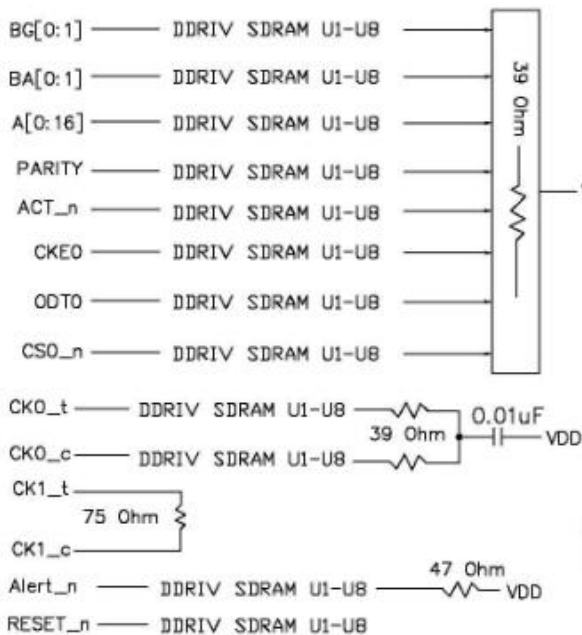 BG[0:1] DDRIV SDRAM U1-U8
BA[0:1] DDRIV SDRAM U1-U8
A[0:16] DDRIV SDRAM U1-U8
PARITY DDRIV SDRAM U1-U8
ACT_n DDRIV SDRAM U1-U8
CKE0 DDRIV SDRAM U1-U8
ODT0 DDRIV SDRAM U1-U8
CS0_n DDRIV SDRAM U1-U8
39 Ohm
CK0_t DDRIV SDRAM U1-U8
39 Ohm 0.01uF VDD
CK0_c DDRIV SDRAM U1-U8
CK1_t
75 Ohm
CK1_c
Alert_n DDRIV SDRAM U1-U8 47 Ohm VDD
RESET_n DDRIV SDRAM U1-U8